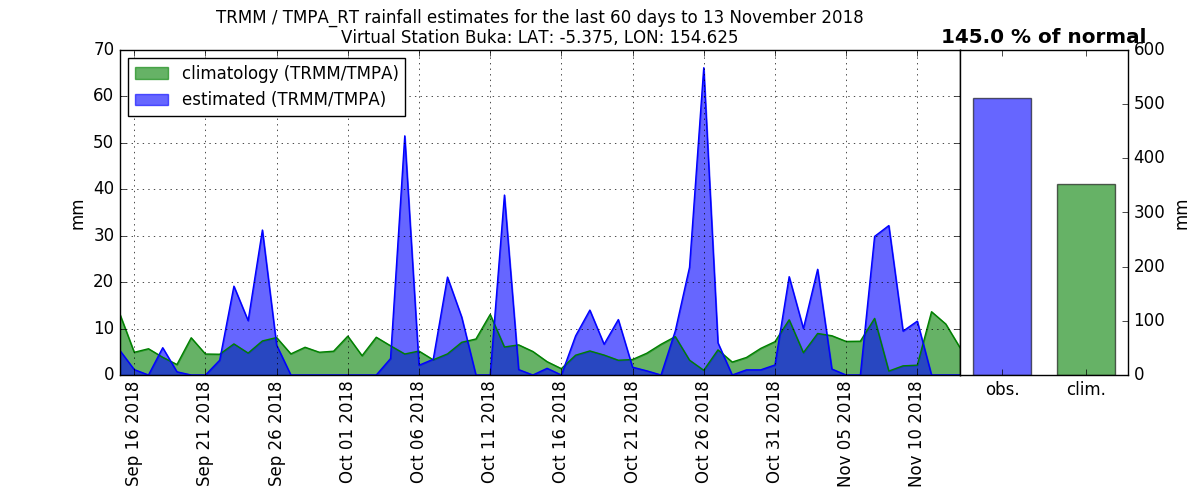 TRMM / TMPA_RT rainfall estimates for the last 60 days to 13 November 2018
Virtual Station Buka: LAT: -5.375, LON: 154.625
145.0 % of normal
climatology (TRMM/TMPA)
estimated (TRMM/TMPA)
mm
70
60
50
40
30
20
10
0
Sep 16 2018
Sep 21 2018
Sep 26 2018
Oct 01 2018
Oct 06 2018
Oct 11 2018
Oct 16 2018
Oct 21 2018
Oct 26 2018
Oct 31 2018
Nov 05 2018
Nov 10 2018
obs.
clim.
600
500
400
300
200
100
0
mm